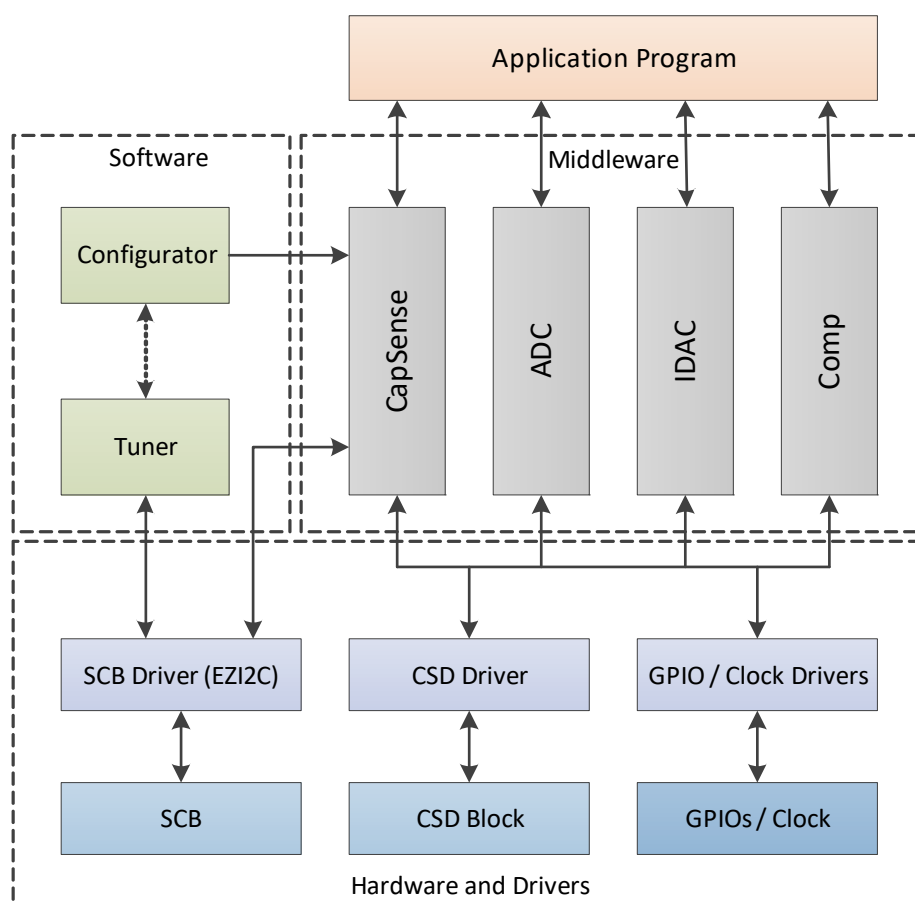 Application Program
Software
Middleware
Configurator
Tuner
CapSense
ADC
IDAC
Comp
SCB Driver (EZI2C)
CSD Driver
GPIO / Clock Drivers
SCB
CSD Block
GPIOs / Clock
Hardware and Drivers